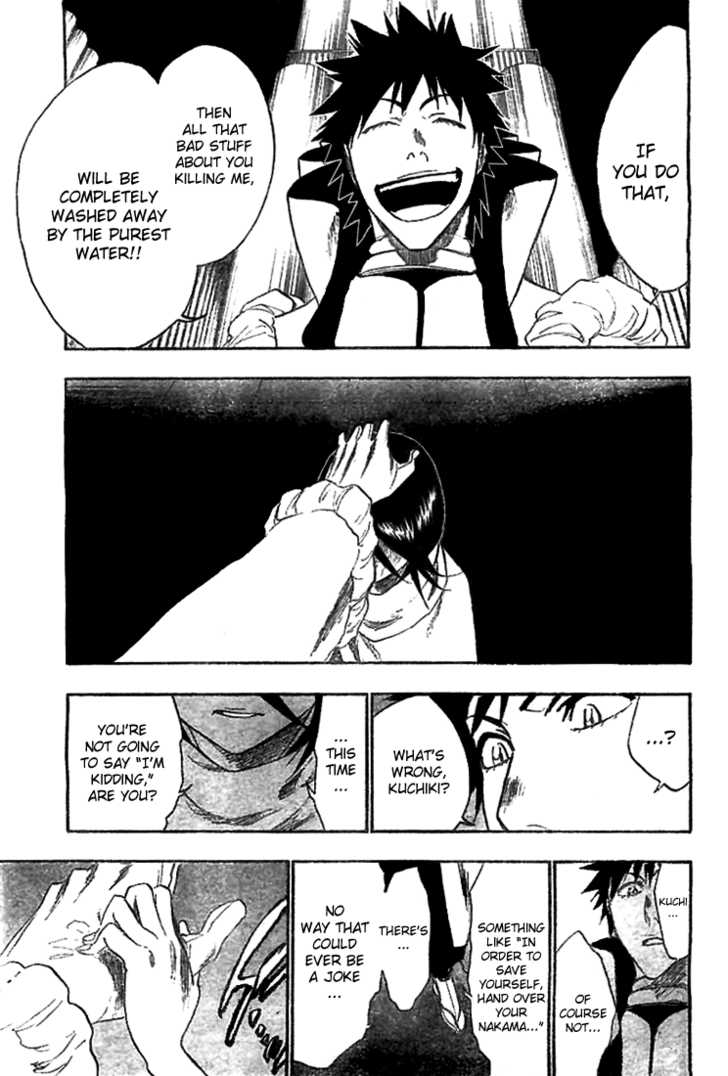 IF
YOU DO
THAT,
THEN
ALL THAT
BAD STUFF
ABOUT YOU
KILLING ME,
WILL BE
COMPLETELY
WASHED AWAY
BY THE PUREST
WATER!!
...?
WHAT'S
WRONG,
KUCHIKI?
...
THIS
TIME
...
YOU'RE
NOT GOING
TO SAY "I'M
KIDDING,"
ARE YOU?
KUCHI
...
OF
COURSE
NOT...
SOMETHING
LIKE "IN
ORDER TO
SAVE
YOURSELF,
HAND OVER
YOUR
NAKAMA..."
THERE'S
...
NO
WAY THAT
COULD
EVER BE
A JOKE
...